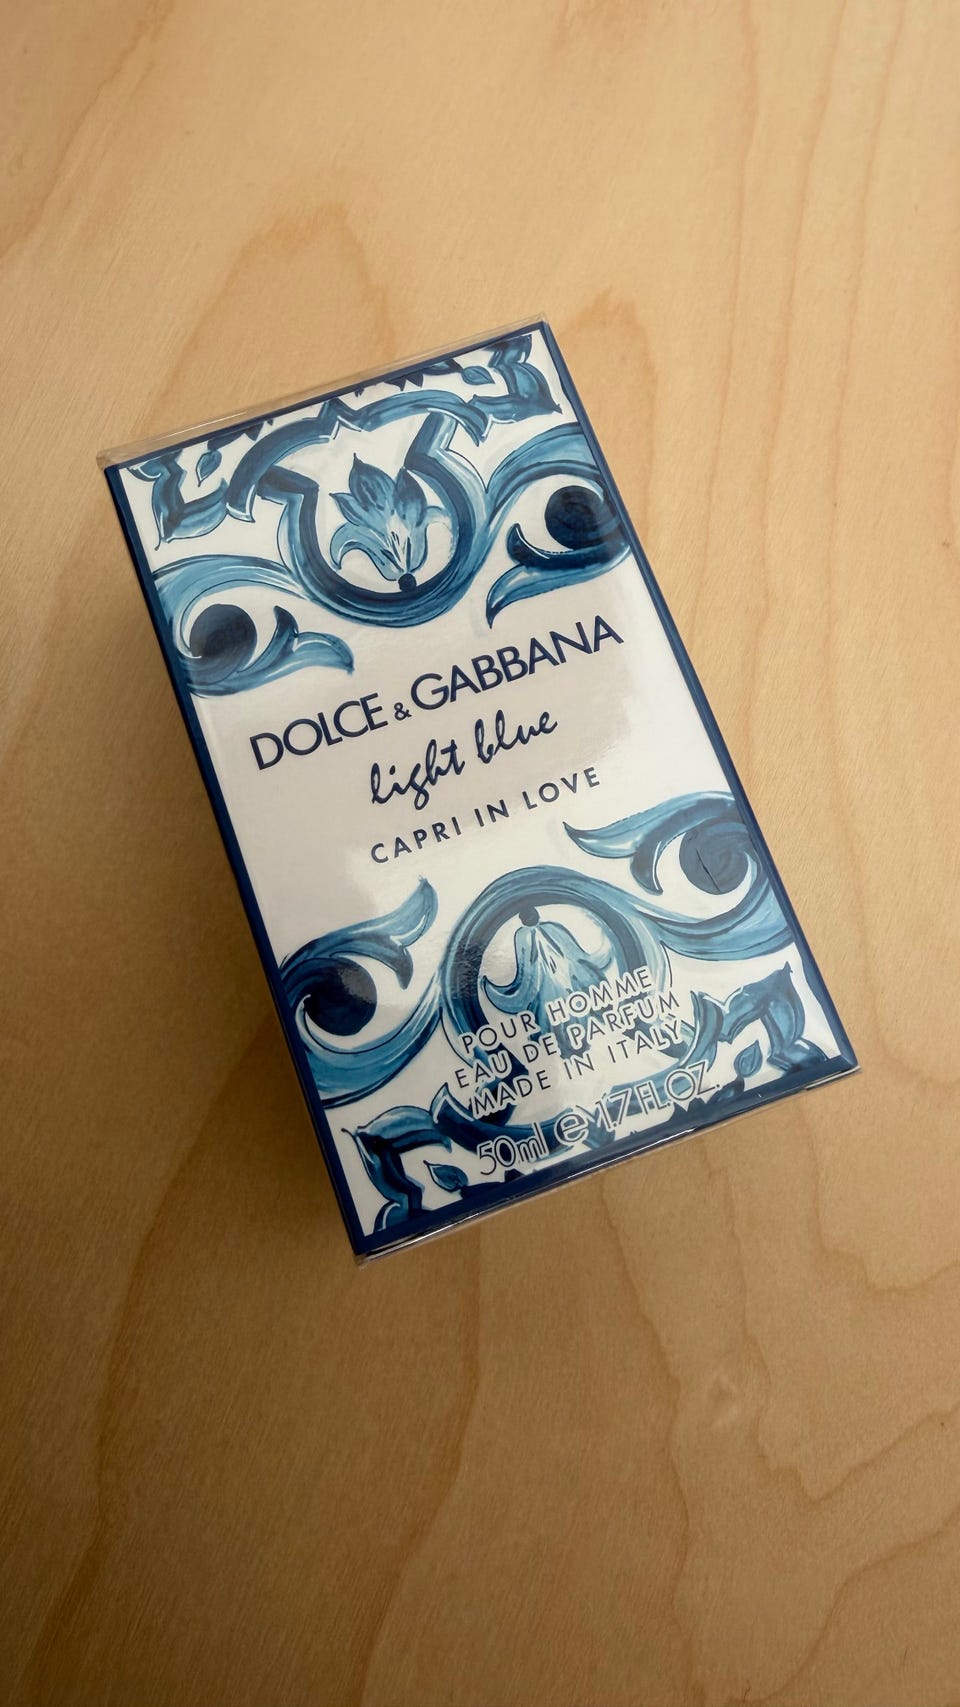 DOLCE & GABBANA
light blue
CAPRI IN LOVE
POUR HOMME
EAU DE PARFUM
MADE IN ITALY
50ml e 1.7 FL.OZ.